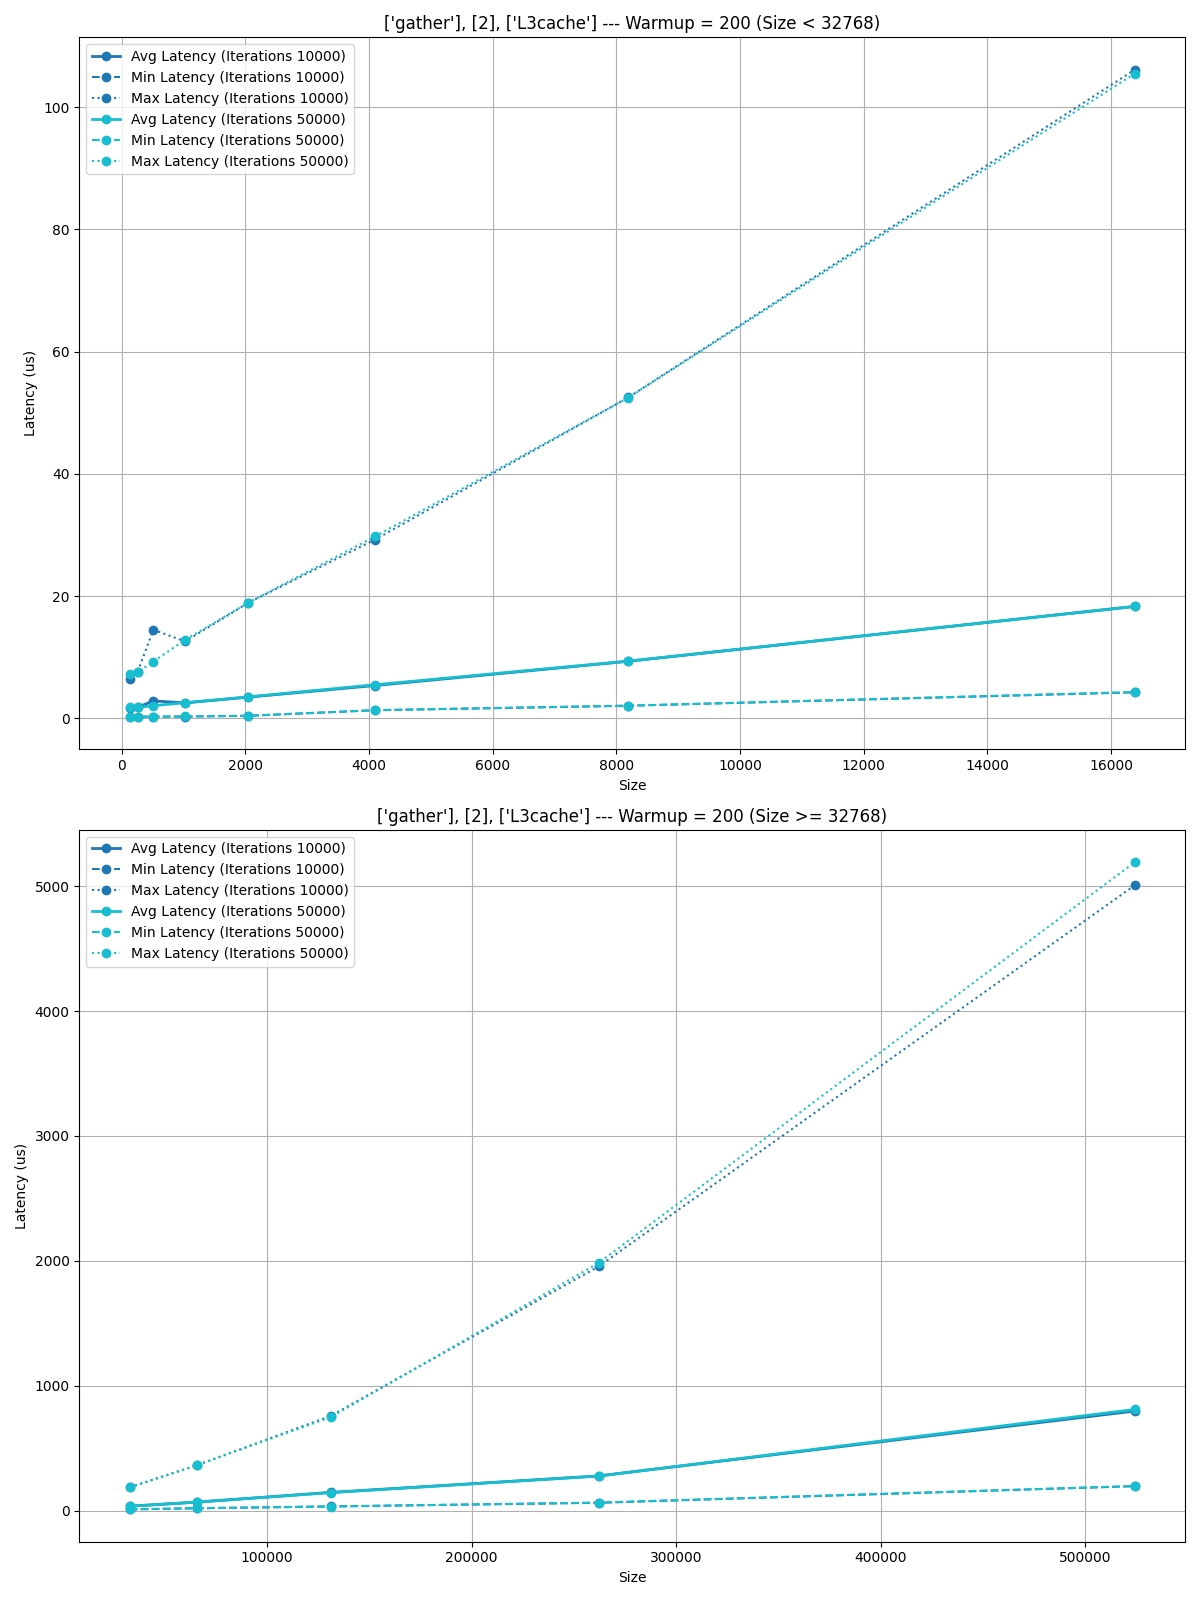 ['gather'], [2], ['L3cache'] --- Warmup = 200 (Size < 32768)
Avg Latency (Iterations 10000)
Min Latency (Iterations 10000)
Max Latency (Iterations 10000)
Avg Latency (Iterations 50000)
Min Latency (Iterations 50000)
Max Latency (Iterations 50000)
100
80
60
40
20
0
Latency (us)
0 2000 4000 6000 8000 10000 12000 14000 16000
Size
['gather'], [2], ['L3cache'] --- Warmup = 200 (Size >= 32768)
Avg Latency (Iterations 10000)
Min Latency (Iterations 10000)
Max Latency (Iterations 10000)
Avg Latency (Iterations 50000)
Min Latency (Iterations 50000)
Max Latency (Iterations 50000)
5000
4000
3000
2000
1000
0
Latency (us)
100000 200000 300000 400000 500000
Size